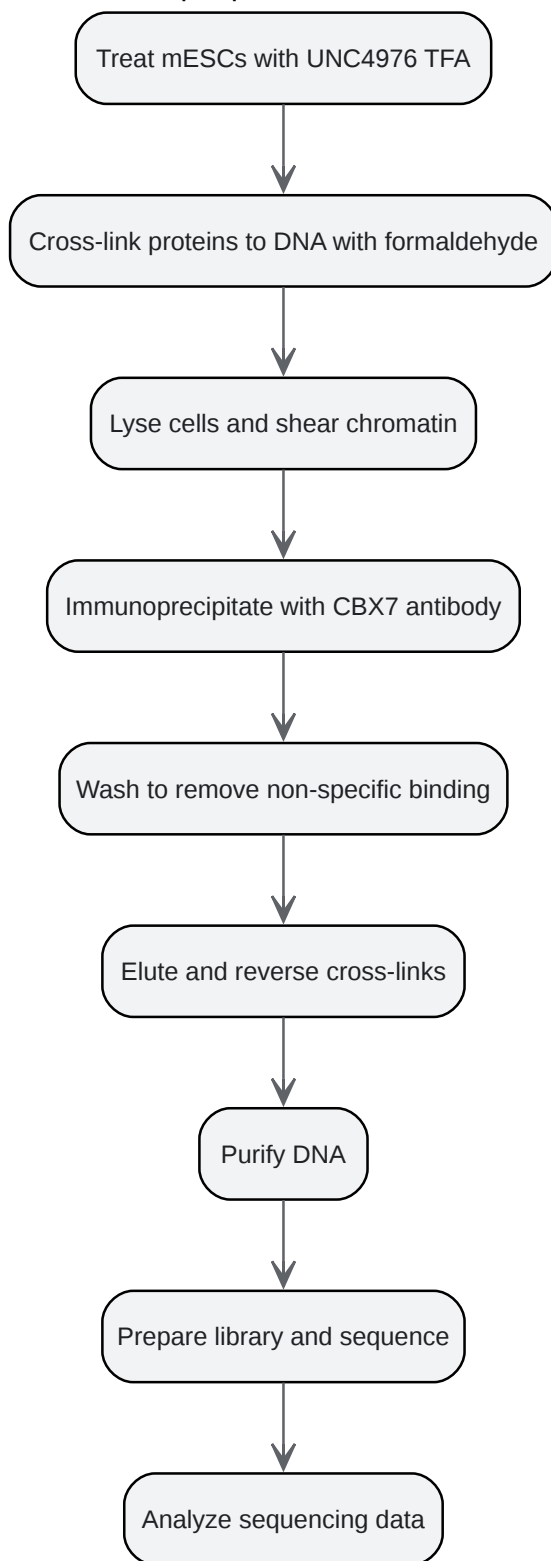 Treat mESCs with UNC4976 TFA
Cross-link proteins to DNA with formaldehyde
Lyse cells and shear chromatin
Immunoprecipitate with CBX7 antibody
Wash to remove non-specific binding
Elute and reverse cross-links
Purify DNA
Prepare library and sequence
Analyze sequencing data